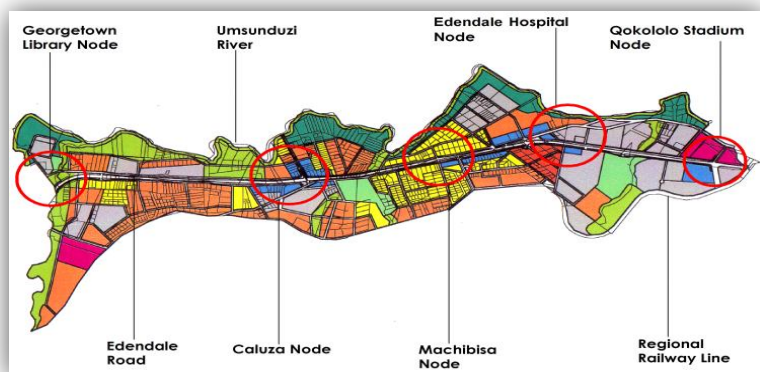 Georgetown
Library Node
Umsunduzi
River
Edendale Hospital
Node
Qokololo Stadium
Node
Edendale
Road
Caluza Node
Machibisa
Node
Regional
Railway Line